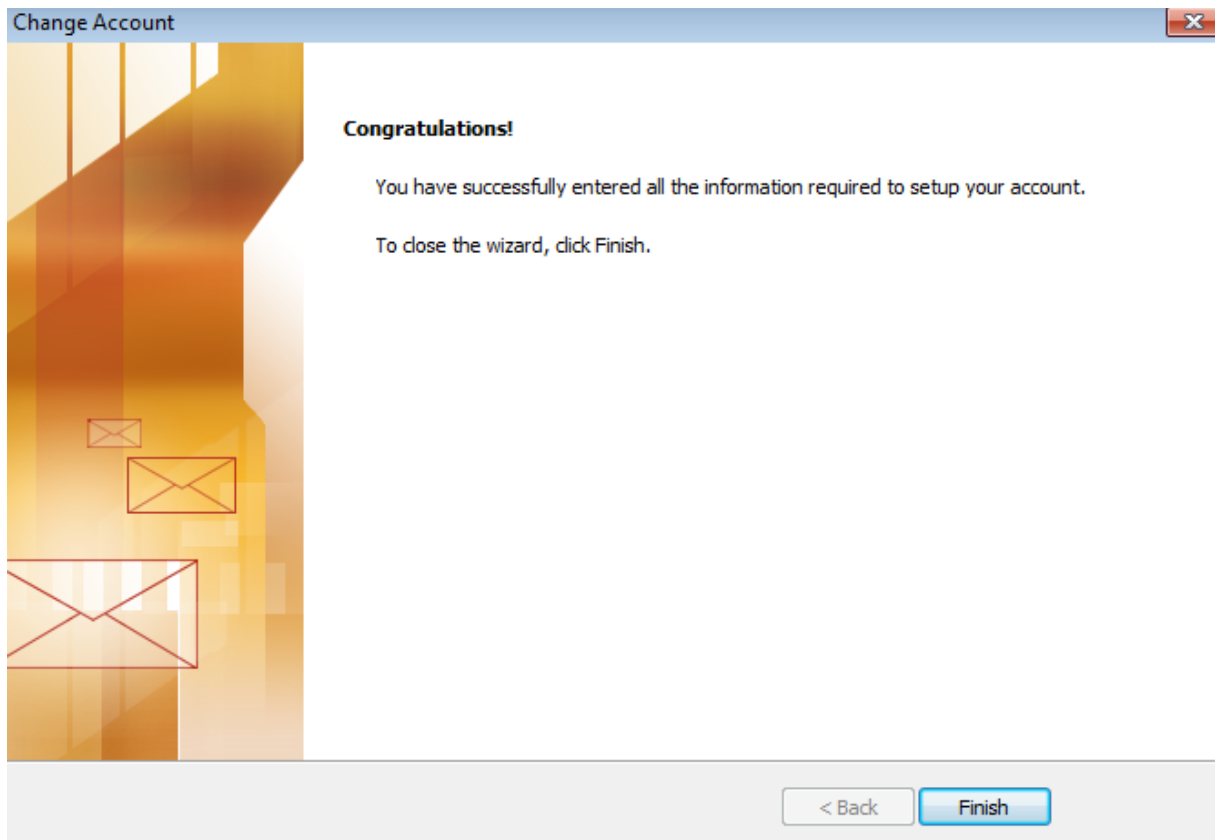 Change Account
Congratulations!
You have successfully entered all the information required to setup your account.
To close the wizard, click Finish.
< Back
Finish